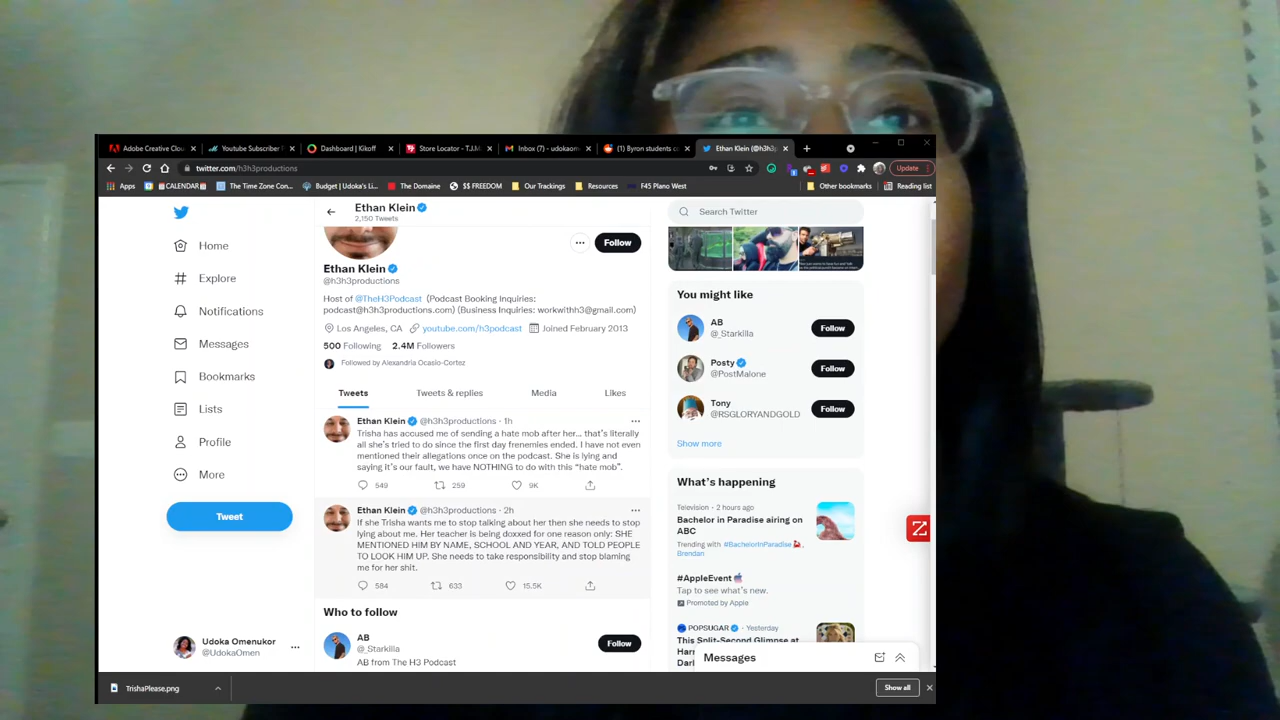 Adobe Creative Clou
Youtube Subscriber
Dashboard | Kikoff
Store Locator - T.J.M
Inbox (7) - udokaom
(1) Byron students c
Ethan Klein (@h3h3
twitter.com/h3h3productions
Update
Apps
CALENDAR
The Time Zone Con...
Budget | Udoka's Li...
The Domaine
$$ FREEDOM
Our Trackings
Resources
F45 Plano West
Other bookmarks
Reading list
Home
Explore
Notifications
Messages
Bookmarks
Lists
Profile
More
Tweet
Udoka Omenukor
@UdokaOmen
Ethan Klein
2,150 Tweets
Follow
Ethan Klein
@h3h3productions
Host of @TheH3Podcast (Podcast Booking Inquiries:
podcast@h3h3productions.com) (Business Inquiries: workwithh3@gmail.com)
Los Angeles, CA youtube.com/h3podcast Joined February 2013
500 Following 2.4M Followers
Followed by Alexandria Ocasio-Cortez
Tweets Tweets & replies Media Likes
Ethan Klein @h3h3productions · 1h
Trisha has accused me of sending a hate mob after her... that's literally
all she's tried to do since the first day frenemies ended. I have not even
mentioned their allegations once on the podcast. She is lying and
saying it's our fault, we have NOTHING to do with this "hate mob".
549 259 9K
Ethan Klein @h3h3productions · 2h
If she Trisha wants me to stop talking about her then she needs to stop
lying about me. Her teacher is being doxxed for one reason only: SHE
MENTIONED HIM BY NAME, SCHOOL AND YEAR, AND TOLD PEOPLE
TO LOOK HIM UP. She needs to take responsibility and stop blaming
me for her shit.
584 633 15.5K
Who to follow
AB
@_Starkilla
Follow
AB from The H3 Podcast
Search Twitter
You might like
AB
@_Starkilla
Follow
Posty
@PostMalone
Follow
Tony
@RSGLORYANDGOLD
Follow
Show more
What's happening
Television · 2 hours ago
Bachelor in Paradise airing on
ABC
Trending with #BachelorInParadise,
Brendan
#AppleEvent
Tap to see what's new.
Promoted by Apple
POPSUGAR · Yesterday
This Split-Second Glimpse at
Harr
Darl
Messages
TrishaPlease.png
Show all